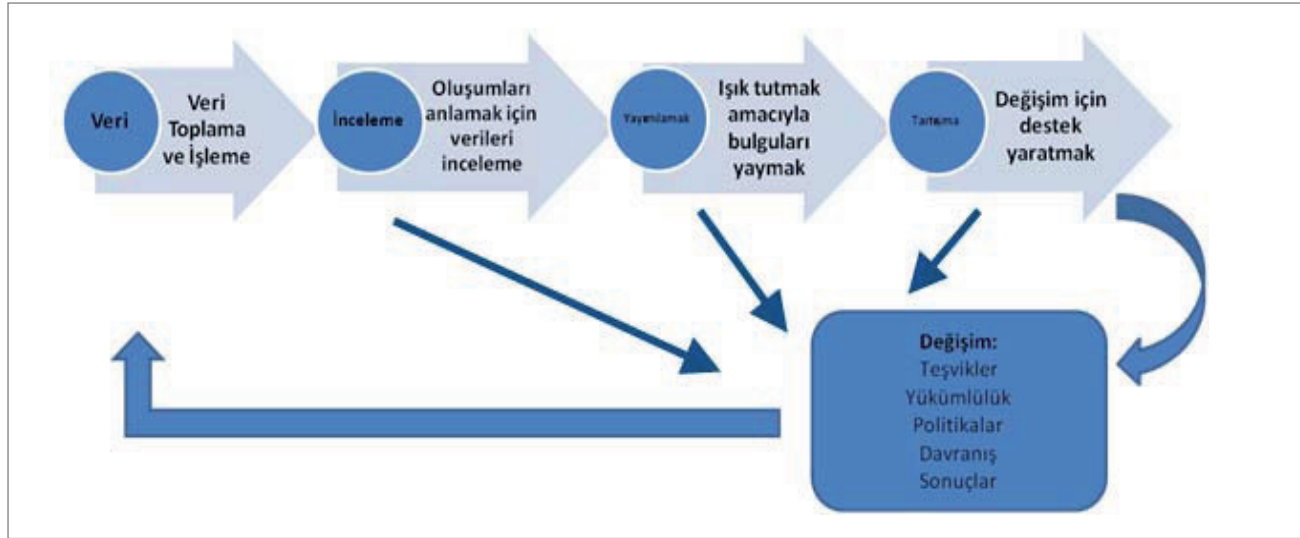 Veri
Veri
Toplama
ve İşleme
İnceleme
Oluşumları
anlamak için
verileri
inceleme
Yayınlamak
Işık tutmak
amacıyla
bulguları
yaymak
Tartışma
Değişim için
destek
yaratmak
Değişim:
Teşvikler
Yükümlülük
Politikalar
Davranış
Sonuçlar